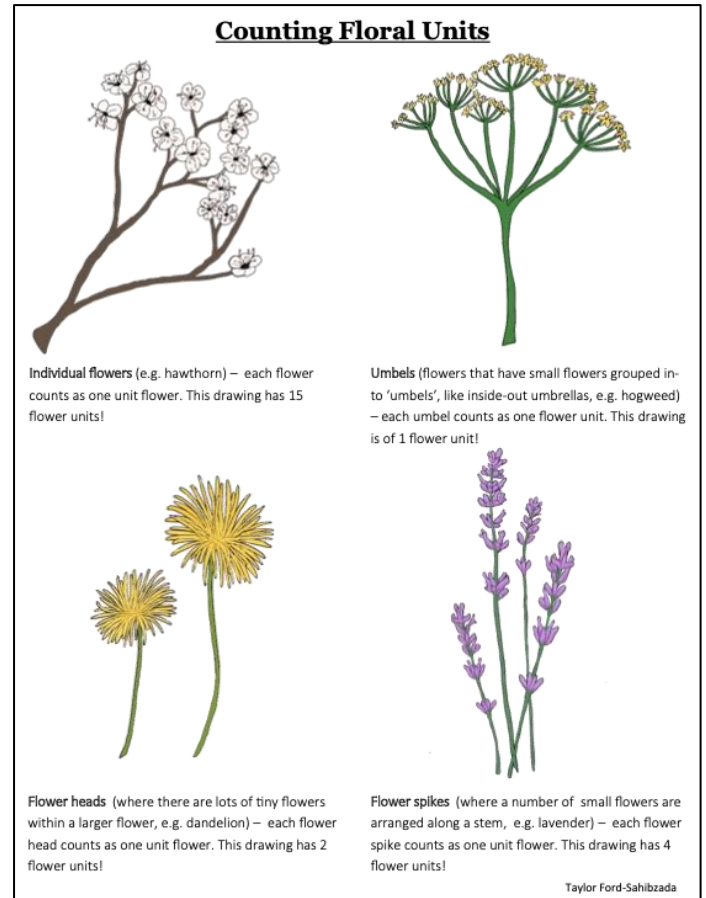 Counting Floral Units
Individual flowers (e.g. hawthorn) – each flower
counts as one unit flower. This drawing has 15
flower units!
Umbels (flowers that have small flowers grouped in-
to ‘umbels’, like inside-out umbrellas, e.g. hogweed)
– each umbel counts as one flower unit. This drawing
is of 1 flower unit!
Flower heads (where there are lots of tiny flowers
within a larger flower, e.g. dandelion) – each flower
head counts as one unit flower. This drawing has 2
flower units!
Flower spikes (where a number of small flowers are
arranged along a stem, e.g. lavender) – each flower
spike counts as one unit flower. This drawing has 4
flower units!
Taylor Ford-Sahibzada